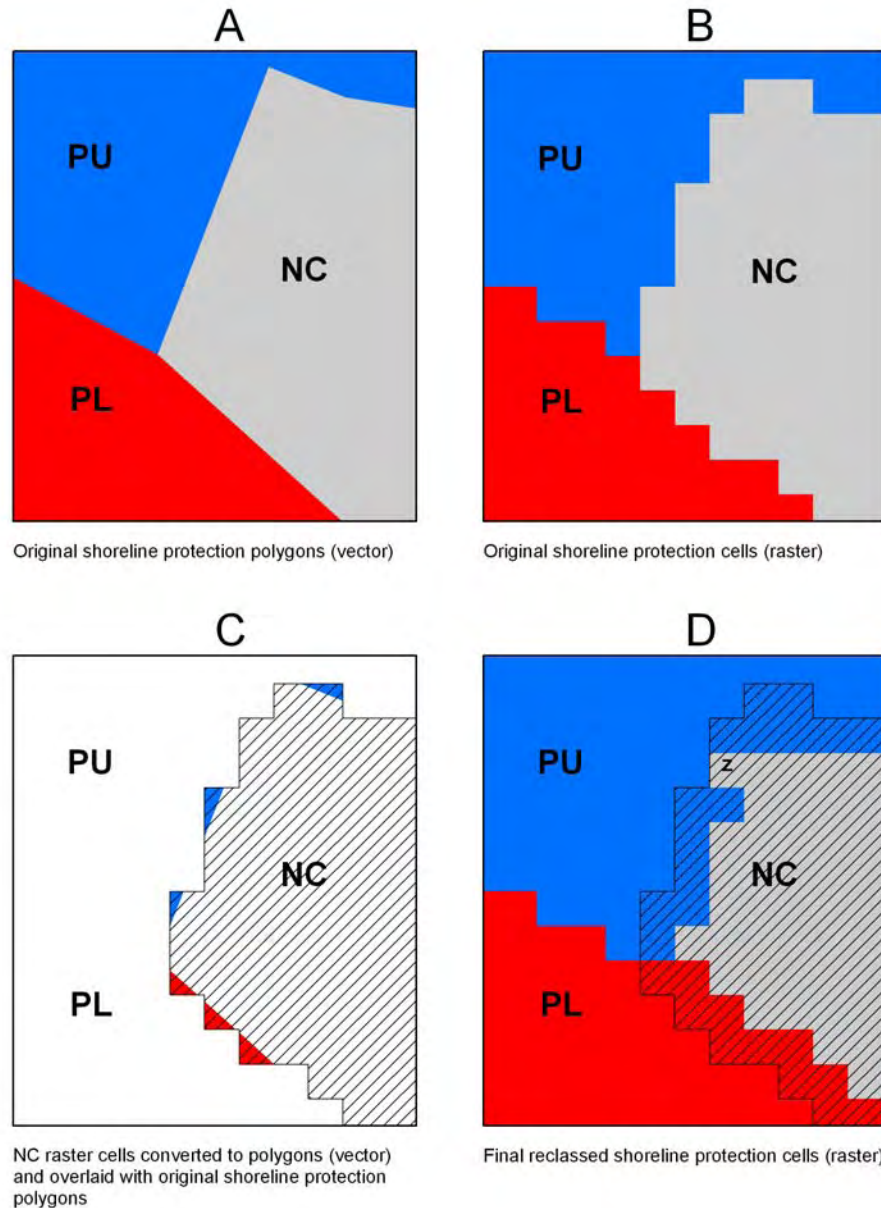 A
B
PU
NC
PL
PU
NC
PL
Original shoreline protection polygons (vector)
Original shoreline protection cells (raster)
C
D
PU
NC
PL
PU
z
NC
PL
NC raster cells converted to polygons (vector)
and overlaid with original shoreline protection
polygons
Final reclassed shoreline protection cells (raster)